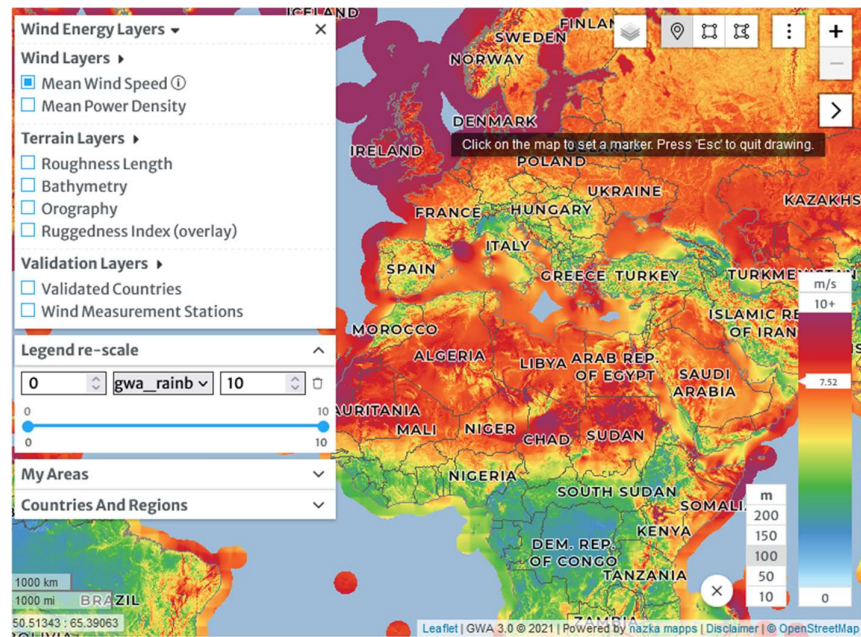 Wind Energy Layers
Wind Layers
Mean Wind Speed
Mean Power Density
Terrain Layers
Roughness Length
Bathymetry
Orography
Ruggedness Index (overlay)
Validation Layers
Validated Countries
Wind Measurement Stations
Legend re-scale
0 gwa_rainb 10
0 10
0 10
My Areas
Countries And Regions
ICELAND
SWEDEN
FINLAN
NORWAY
DENMARK
IRELAND
Click on the map to set a marker. Press 'Esc' to quit drawing.
POLAND
UKRAINE
KAZAKHS
FRANCE
HUNGARY
ITALY
SPAIN
GREECE
TURKEY
TURKMENISTAN
MOROCCO
ISLAMIC RE
OF IRAN
ALGERIA
LIBYA
ARAB REP.
OF EGYPT
SAUDI
ARABIA
AURITANIA
MALI
NIGER
CHAD
SUDAN
NIGERIA
SOUTH SUDAN
SOMALI
KENYA
DEM. REP.
OF CONGO
TANZANIA
ZAMBIA
BRAZIL
BOLIVIA
m/s
10+
7.52
0
m
200
150
100
50
10
1000 km
1000 mi
50.51343 : 65.39063
Leaflet | GWA 3.0 © 2021 | Powered by nazka mapps | Disclaimer | © OpenStreetMap